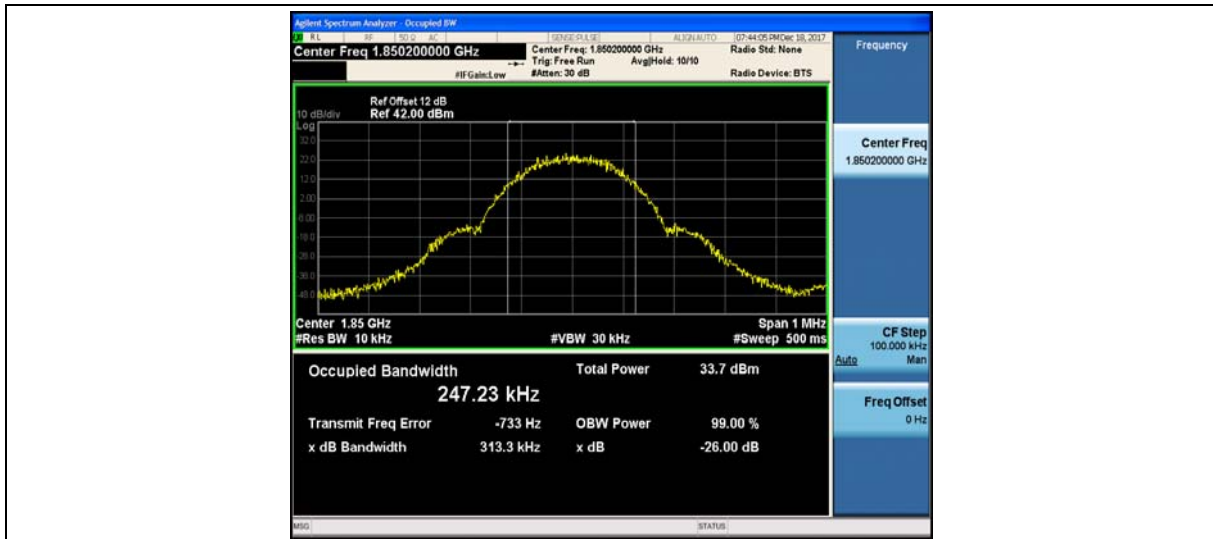 Agilent Spectrum Analyzer - Occupied BW
RL RF 50 Ω AC SENSE:PULSE ALIGN AUTO 07:44:05 PM Dec 18, 2017
Center Freq 1.850200000 GHz
Center Freq: 1.850200000 GHz
Radio Std: None
Trig: Free Run Avg|Hold: 10/10
#IFGain:Low #Atten: 30 dB Radio Device: BTS
Ref Offset 12 dB
10 dB/div Ref 42.00 dBm
Log
32.0
22.0
12.0
2.00
-8.00
-18.0
-28.0
-38.0
-48.0
Center 1.85 GHz Span 1 MHz
#Res BW 10 kHz #VBW 30 kHz #Sweep 500 ms
Occupied Bandwidth Total Power 33.7 dBm
247.23 kHz
Transmit Freq Error -733 Hz OBW Power 99.00 %
x dB Bandwidth 313.3 kHz x dB -26.00 dB
MSG STATUS
Frequency
Center Freq
1.850200000 GHz
CF Step
100.000 kHz
Auto Man
Freq Offset
0 Hz